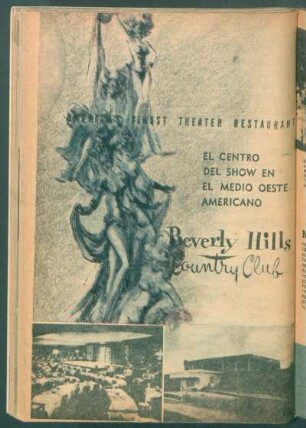 AMERICA'S FINEST THEATER RESTAURANT
EL CENTRO
DEL SHOW EN
EL MEDIO OESTE
AMERICANO
Beverly Hills
Country Club